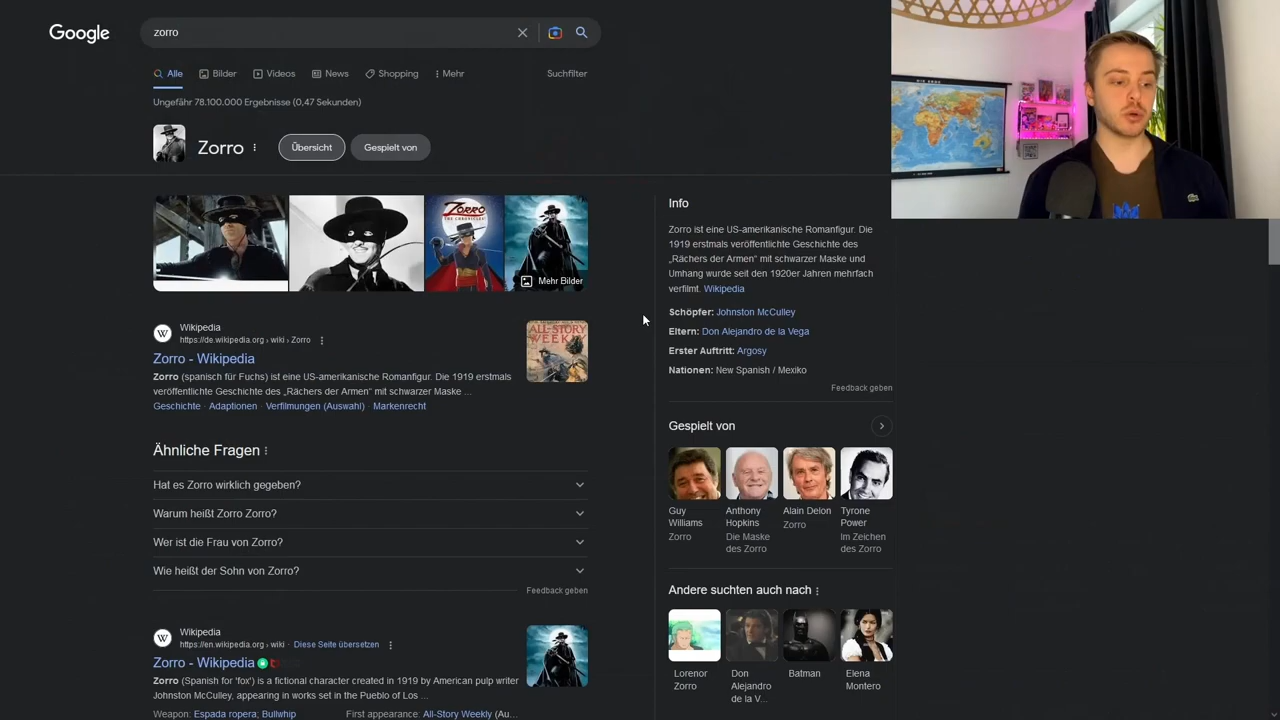 Google
zorro
Alle
Bilder
Videos
News
Shopping
Mehr
Suchfilter
Ungefähr 78.100.000 Ergebnisse (0,47 Sekunden)
Zorro
Übersicht
Gespielt von
ZORRO
THE CHRONICLES
Mehr Bilder
W
Wikipedia
https://de.wikipedia.org › wiki › Zorro
Zorro - Wikipedia
Zorro (spanisch für Fuchs) ist eine US-amerikanische Romanfigur. Die 1919 erstmals
veröffentlichte Geschichte des „Rächers der Armen“ mit schwarzer Maske ...
Geschichte · Adaptionen · Verfilmungen (Auswahl) · Markenrecht
ALL-STORY
WEEKLY
Ähnliche Fragen
Hat es Zorro wirklich gegeben?
Warum heißt Zorro Zorro?
Wer ist die Frau von Zorro?
Wie heißt der Sohn von Zorro?
Feedback geben
W
Wikipedia
https://en.wikipedia.org › wiki · Diese Seite übersetzen
Zorro - Wikipedia
Zorro (Spanish for 'fox') is a fictional character created in 1919 by American pulp writer
Johnston McCulley, appearing in works set in the Pueblo of Los ...
Weapon: Espada ropera; Bullwhip
First appearance: All-Story Weekly (Au...
Info
Zorro ist eine US-amerikanische Romanfigur. Die
1919 erstmals veröffentlichte Geschichte des
„Rächers der Armen“ mit schwarzer Maske und
Umhang wurde seit den 1920er Jahren mehrfach
verfilmt. Wikipedia
Schöpfer: Johnston McCulley
Eltern: Don Alejandro de la Vega
Erster Auftritt: Argosy
Nationen: New Spanish / Mexiko
Feedback geben
Gespielt von
Guy
Williams
Zorro
Anthony
Hopkins
Die Maske
des Zorro
Alain Delon
Zorro
Tyrone
Power
Im Zeichen
des Zorro
Andere suchten auch nach
Lorenor
Zorro
Don
Alejandro
de la V...
Batman
Elena
Montero
DIE ERDE